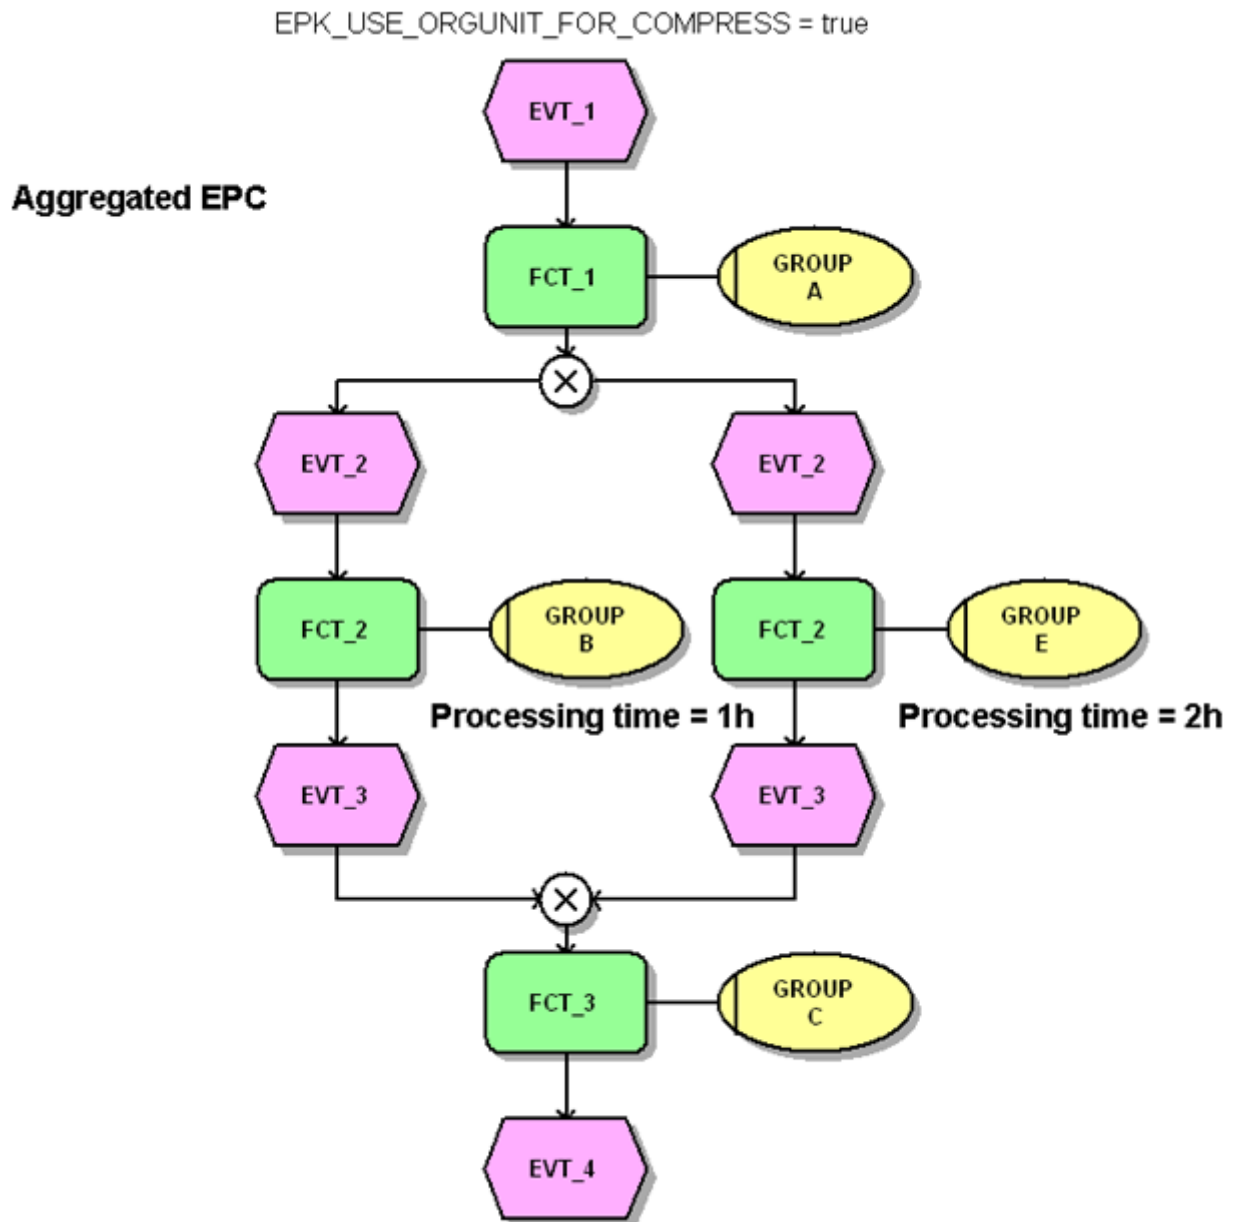 EPK_USE_ORGUNIT_FOR_COMPRESS = true
EVT_1
Aggregated EPC
FCT_1
GROUP
A
EVT_2
EVT_2
FCT_2
GROUP
B
FCT_2
GROUP
E
Processing time = 1h
Processing time = 2h
EVT_3
EVT_3
FCT_3
GROUP
C
EVT_4